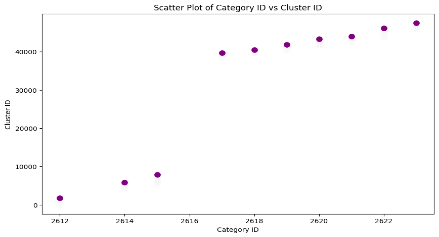 Scatter Plot of Category ID vs Cluster ID
40000
30000
20000
10000
0
Cluster ID
2612 2614 2616 2618 2620 2622
Category ID